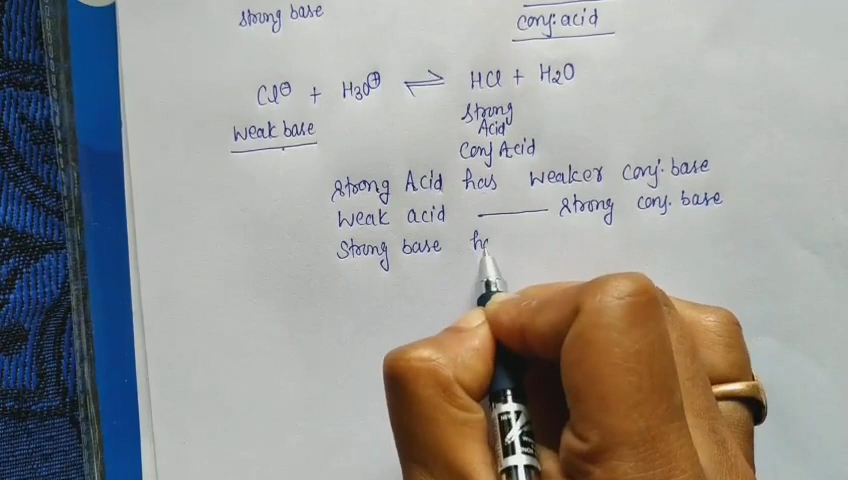 strong base
conj. acid
Cl⊖ + H3O⊕ ⇌ HCl + H2O
weak base
strong
Acid
Conj Acid
strong Acid has weaker conj. base
weak acid —— strong conj. base
strong base ha